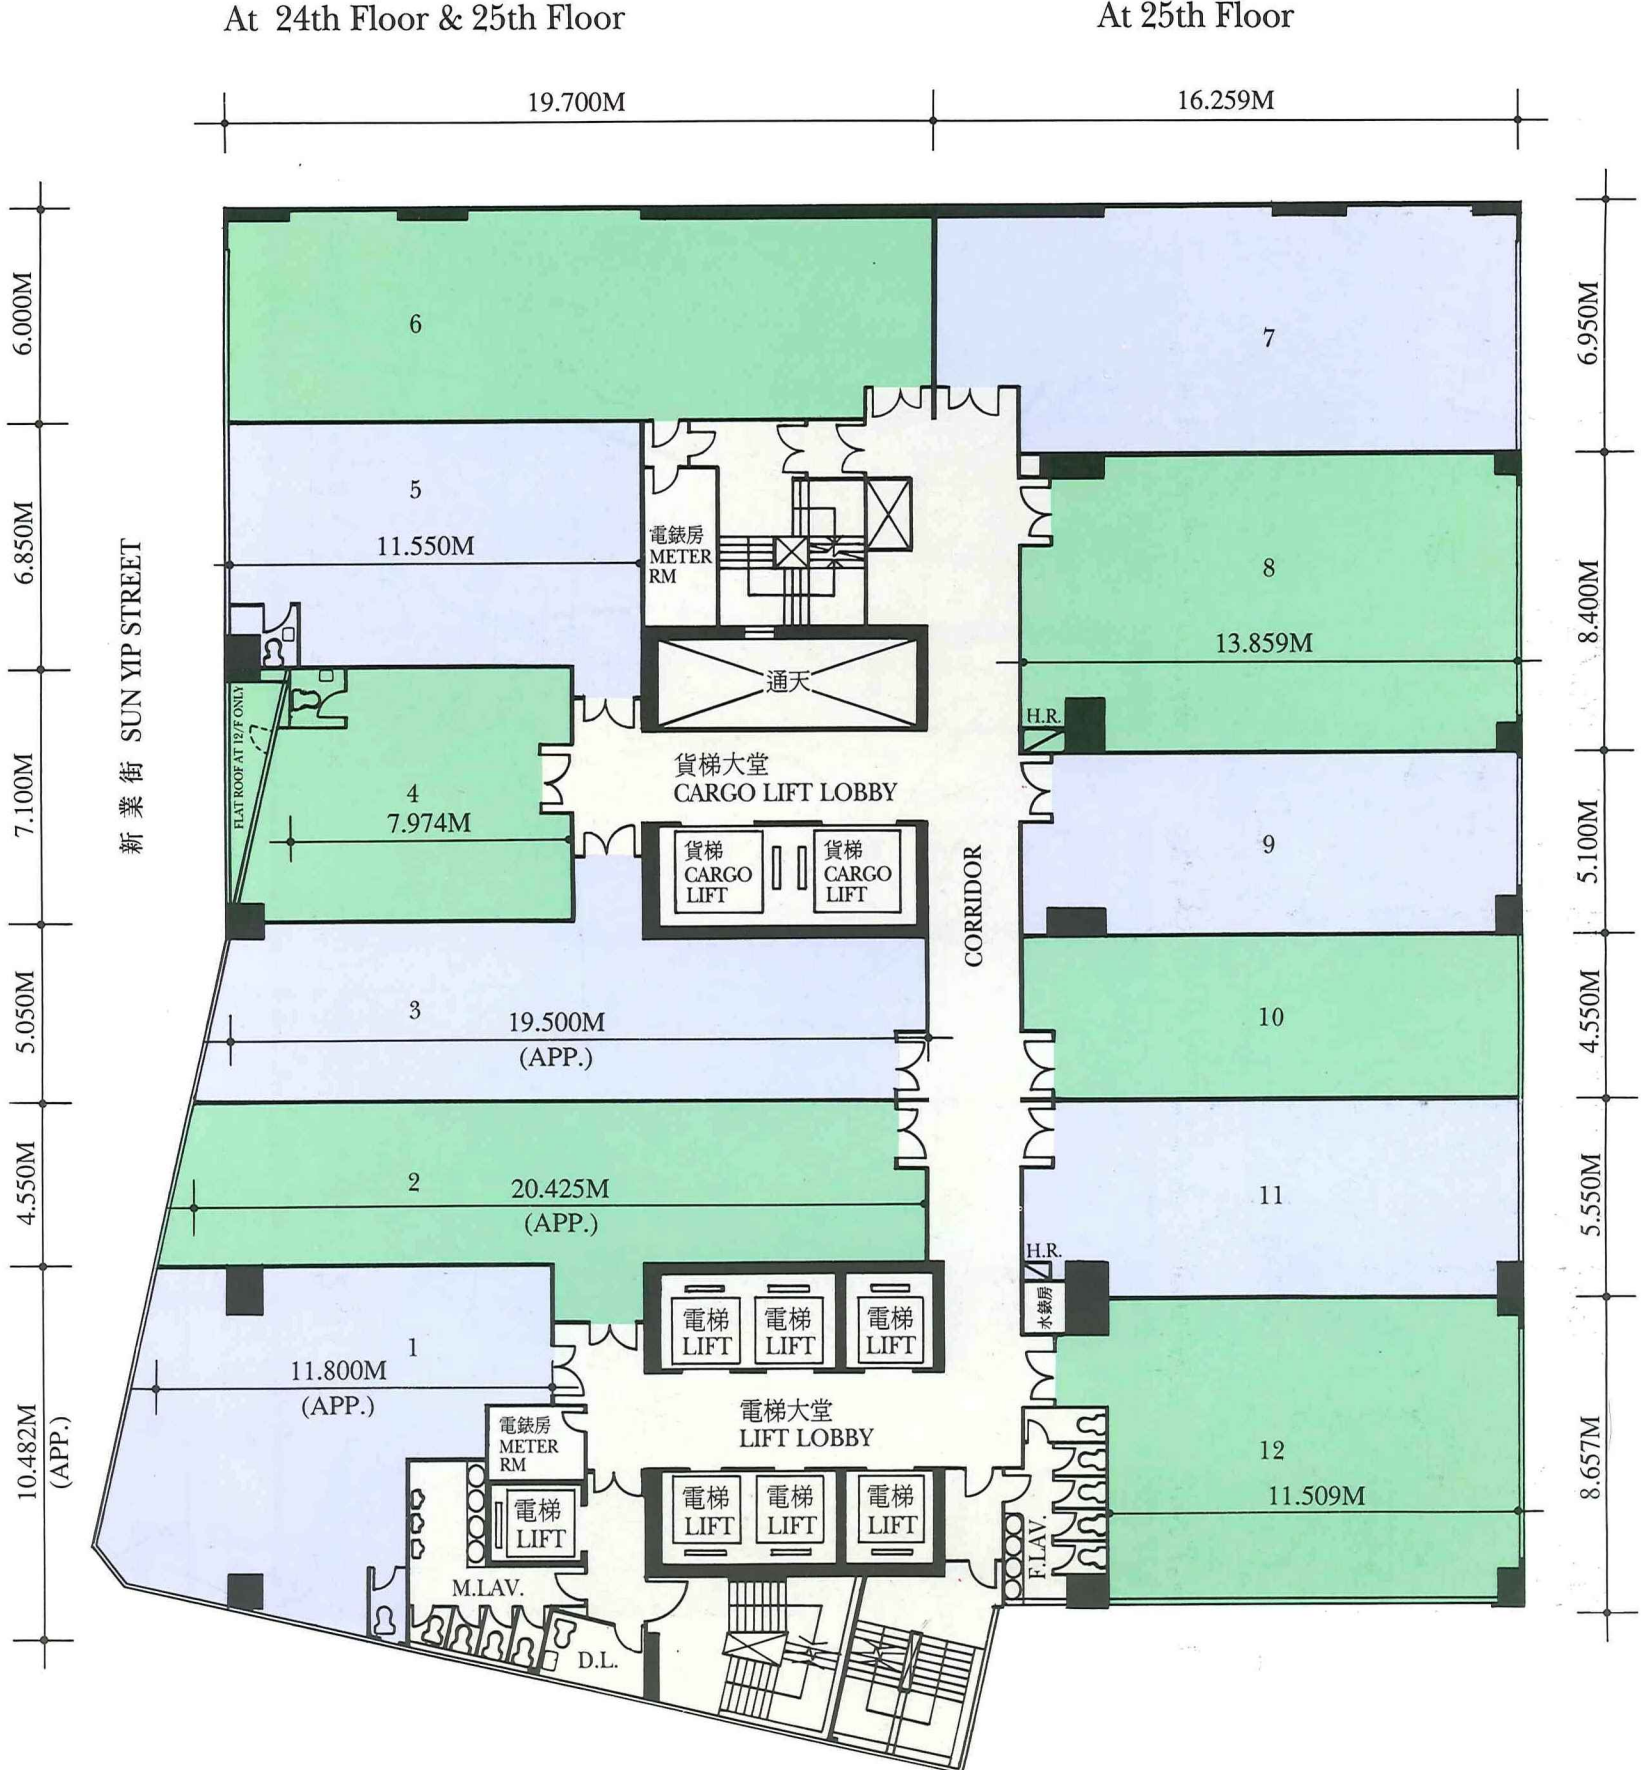 At 24th Floor & 25th Floor
At 25th Floor
19.700M
16.259M
6.000M
6.850M
7.100M
5.050M
4.550M
10.482M
(APP.)
新業街 SUN YIP STREET
6
7
6.950M
5
11.550M
電錶房
METER
RM
8
13.859M
8.400M
H.R.
通天
FLAT ROOF AT 12/F ONLY
4
7.974M
貨梯大堂
CARGO LIFT LOBBY
貨梯
CARGO
LIFT
貨梯
CARGO
LIFT
CORRIDOR
9
5.100M
3
19.500M
(APP.)
10
4.550M
2
20.425M
(APP.)
11
5.550M
H.R.
水錶房
電梯
LIFT
電梯
LIFT
電梯
LIFT
1
11.800M
(APP.)
電錶房
METER
RM
電梯大堂
LIFT LOBBY
12
11.509M
8.657M
電梯
LIFT
電梯
LIFT
電梯
LIFT
電梯
LIFT
M.LAV.
F.LAV.
D.L.